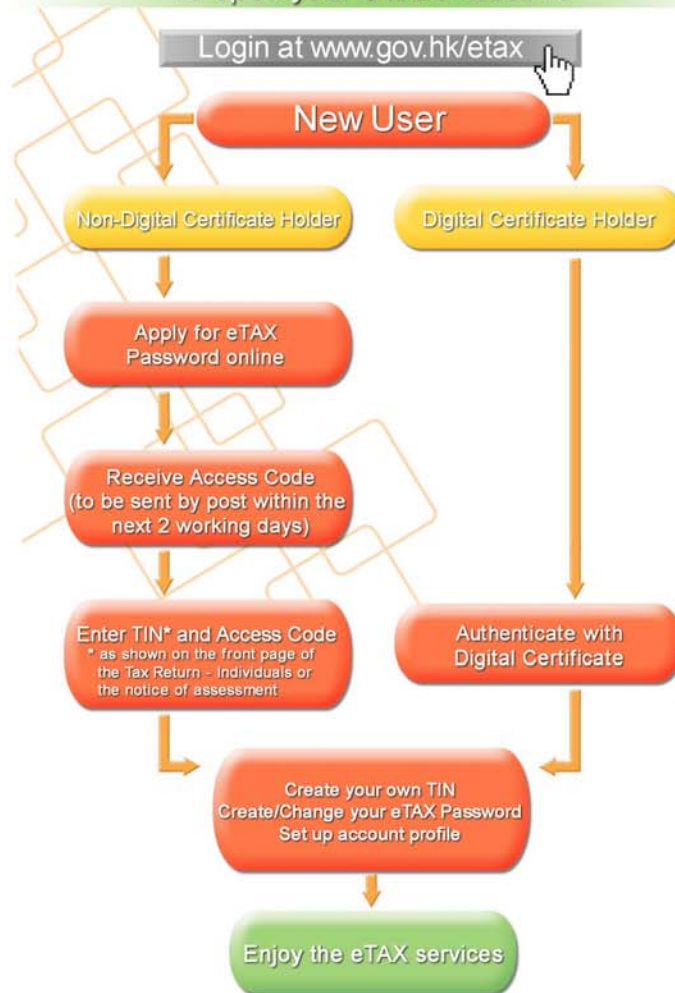 Login at www.gov.hk/etax
New User
Non-Digital Certificate Holder
Digital Certificate Holder
Apply for eTAX
Password online
Receive Access Code
(to be sent by post within the
next 2 working days)
Enter TIN* and Access Code
* as shown on the front page of
the Tax Return - Individuals or
the notice of assessment
Authenticate with
Digital Certificate
Create your own TIN
Create/Change your eTAX Password
Set up account profile
Enjoy the eTAX services